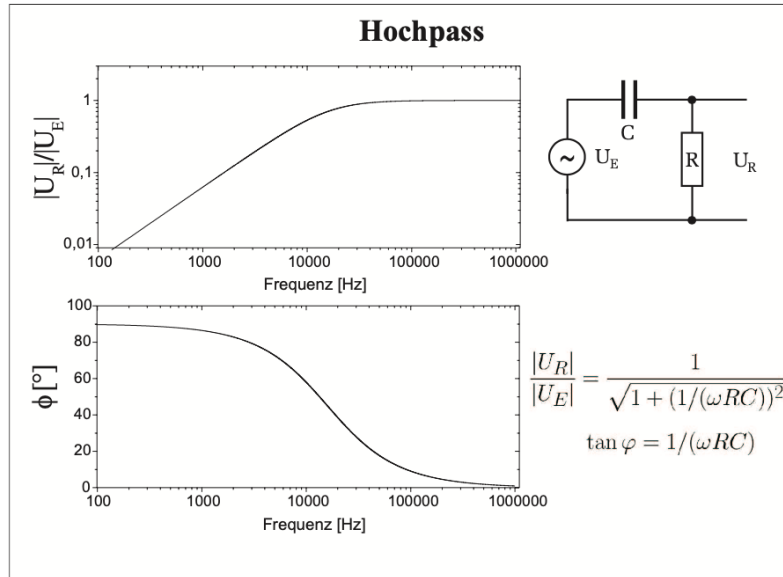 Hochpass
|U_R|/|U_E|
1
0,1
0,01
100 1000 10000 100000 1000000
Frequenz [Hz]
C
U_E
R
U_R
ϕ [°]
100
80
60
40
20
0
100 1000 10000 100000 1000000
Frequenz [Hz]
|U_R|/|U_E| = 1/√(1 + (1/(ωRC))²)
tan φ = 1/(ωRC)